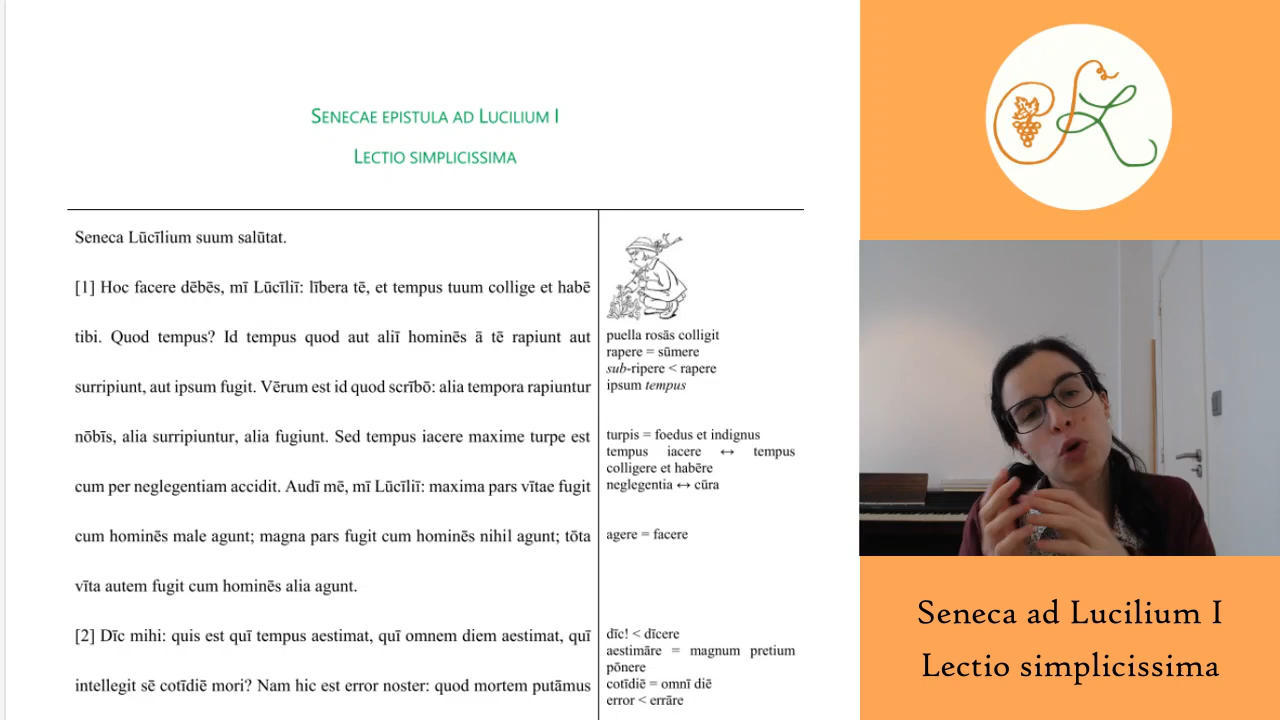 SENECAE EPISTULA AD LUCILIUM I
LECTIO SIMPLICISSIMA
Seneca Lūcīlium suum salūtat.
[1] Hoc facere dēbēs, mī Lūcīliī: lībera tē, et tempus tuum collige et habē
tibi. Quod tempus? Id tempus quod aut aliī hominēs ā tē rapiunt aut
surripiunt, aut ipsum fugit. Vērum est id quod scrībō: alia tempora rapiuntur
nōbīs, alia surripiuntur, alia fugiunt. Sed tempus iacere maxime turpe est
cum per neglegentiam accidit. Audī mē, mī Lūcīliī: maxima pars vītae fugit
cum hominēs male agunt; magna pars fugit cum hominēs nihil agunt; tōta
vīta autem fugit cum hominēs alia agunt.
[2] Dīc mihi: quis est quī tempus aestimat, quī omnem diem aestimat, quī
intellegit sē cotīdiē mori? Nam hic est error noster: quod mortem putāmus
puella rosās colligit
rapere = sūmere
sub-ripere < rapere
ipsum tempus
turpis = foedus et indignus
tempus iacere ↔ tempus
colligere et habēre
neglegentia ↔ cūra
agere = facere
dīc! < dīcere
aestimāre = magnum pretium
pōnere
cotīdiē = omnī diē
error < errāre
Seneca ad Lucilium I
Lectio simplicissima